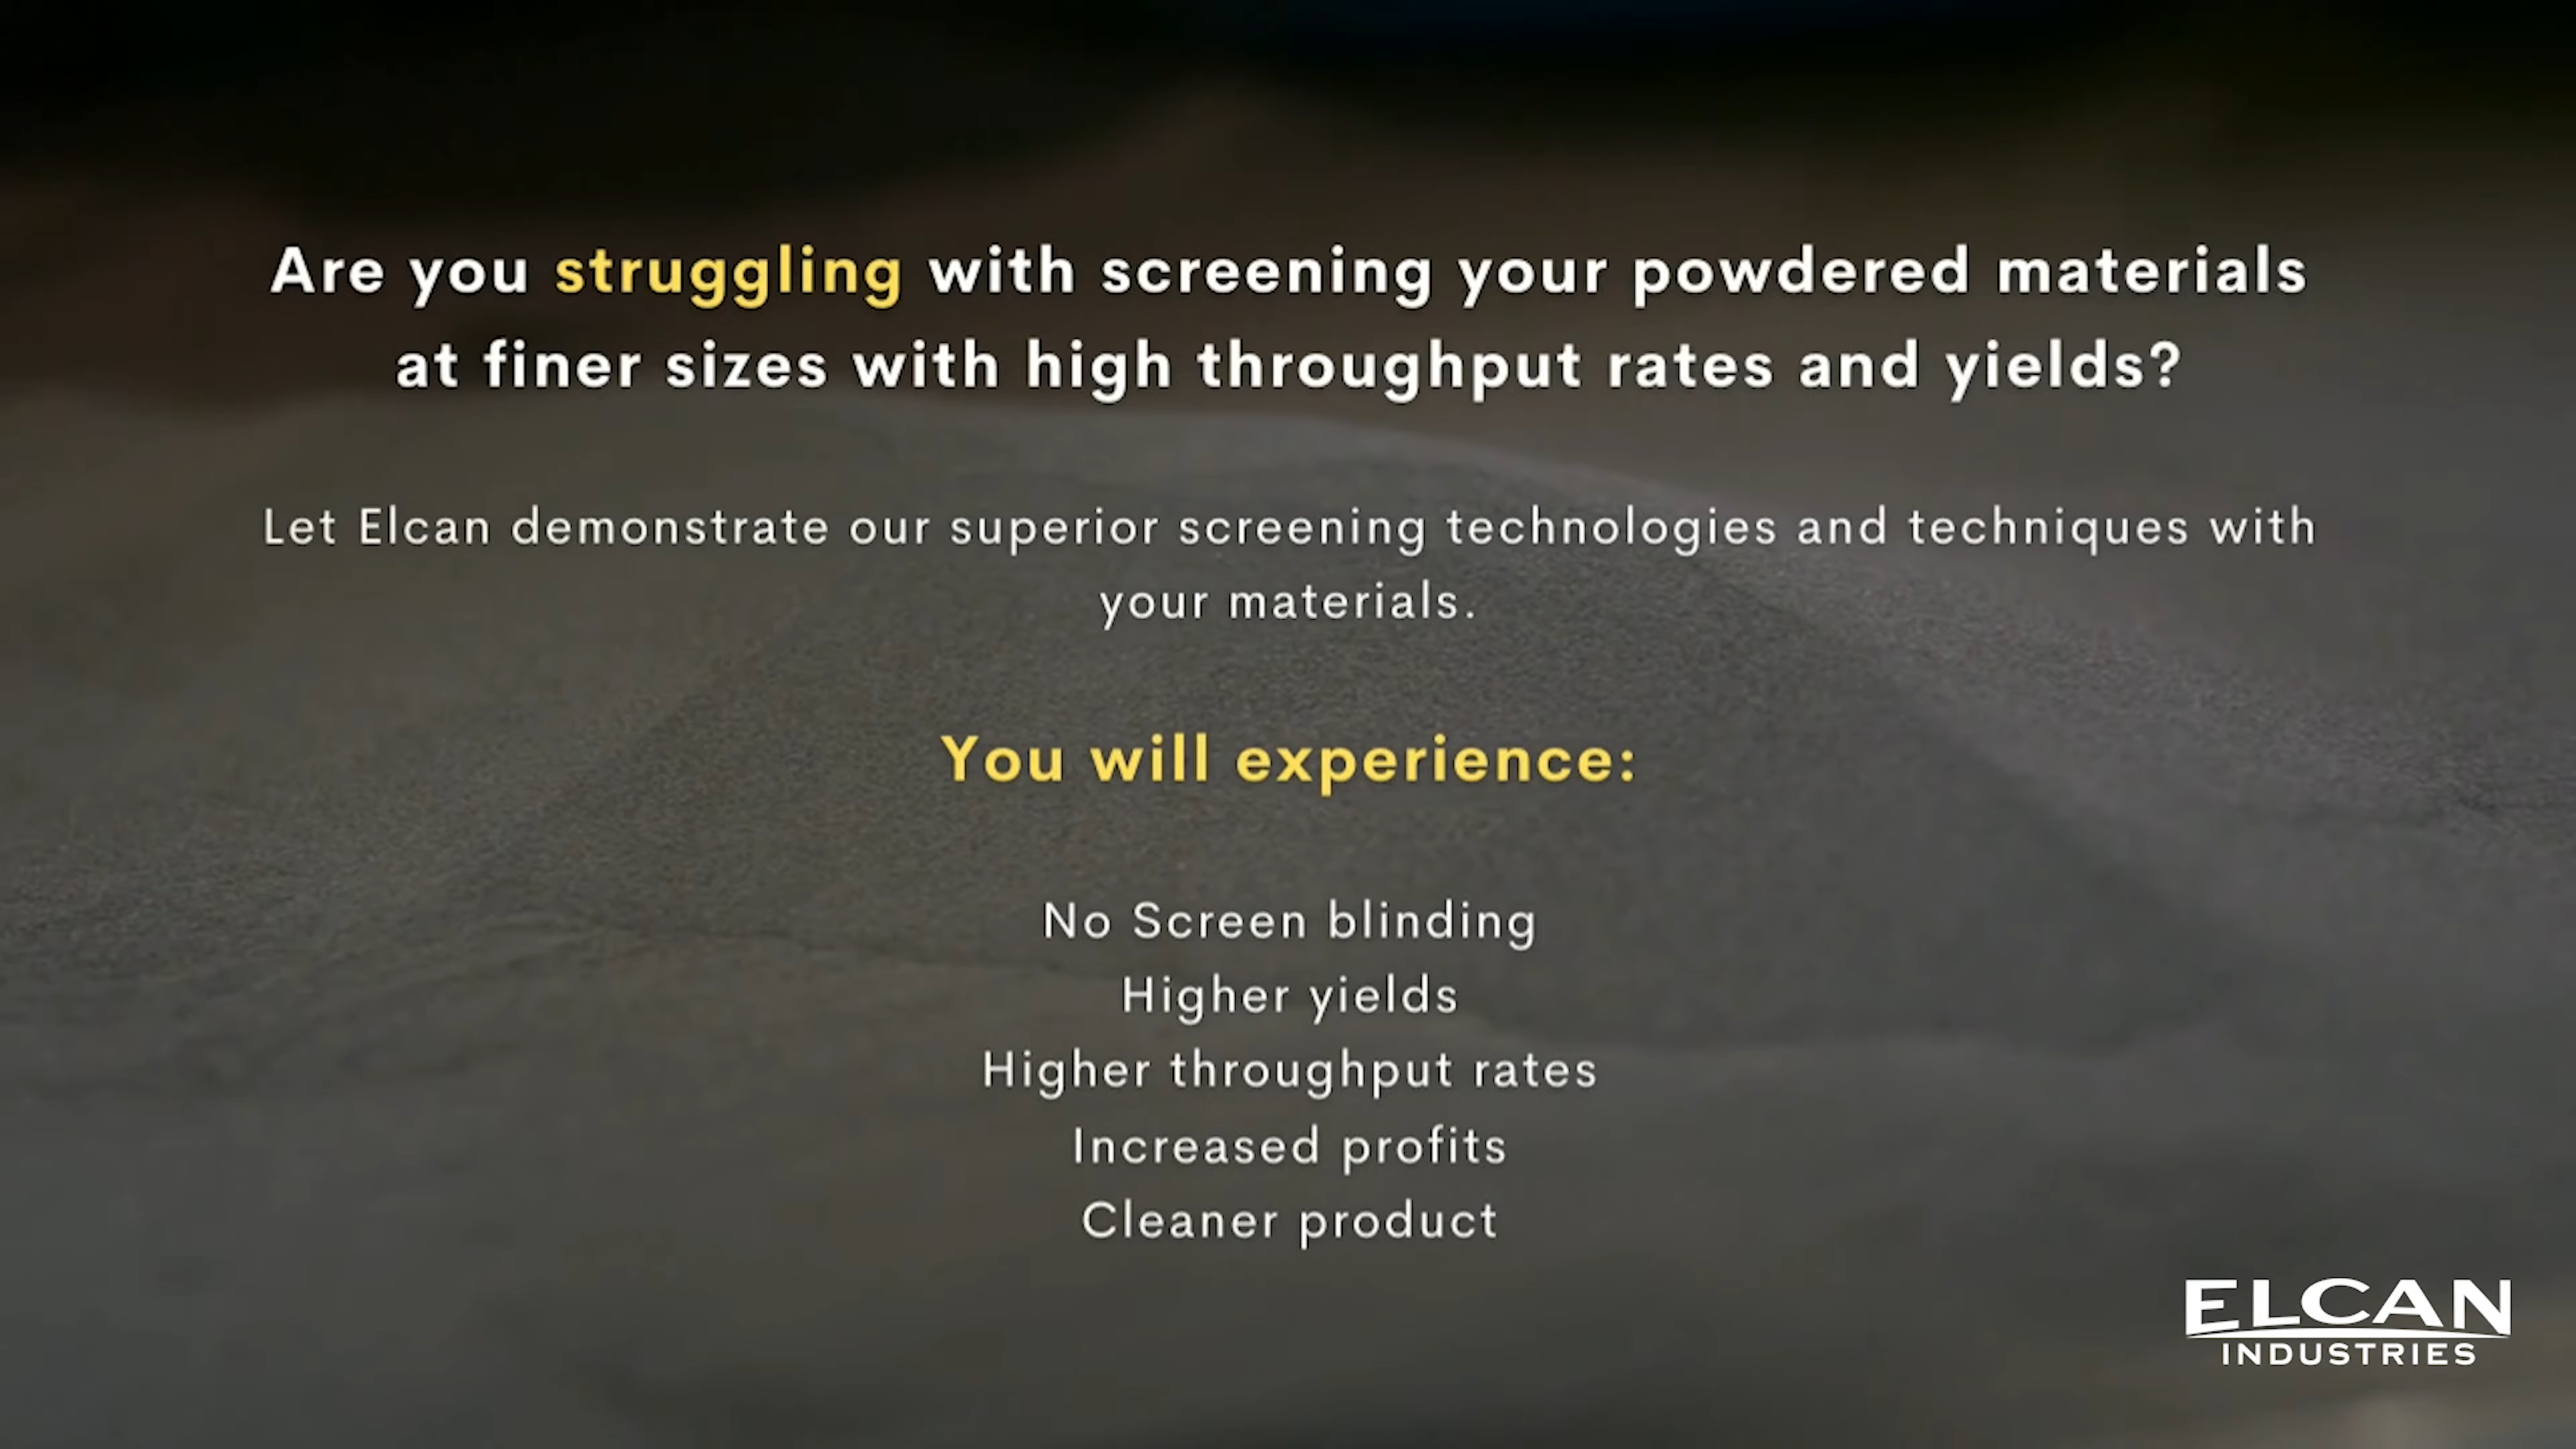 Are you struggling with screening your powdered materials
at finer sizes with high throughput rates and yields?
Let Elcan demonstrate our superior screening technologies and techniques with
your materials.
You will experience:
No Screen blinding
Higher yields
Higher throughput rates
Increased profits
Cleaner product
ELCAN
INDUSTRIES